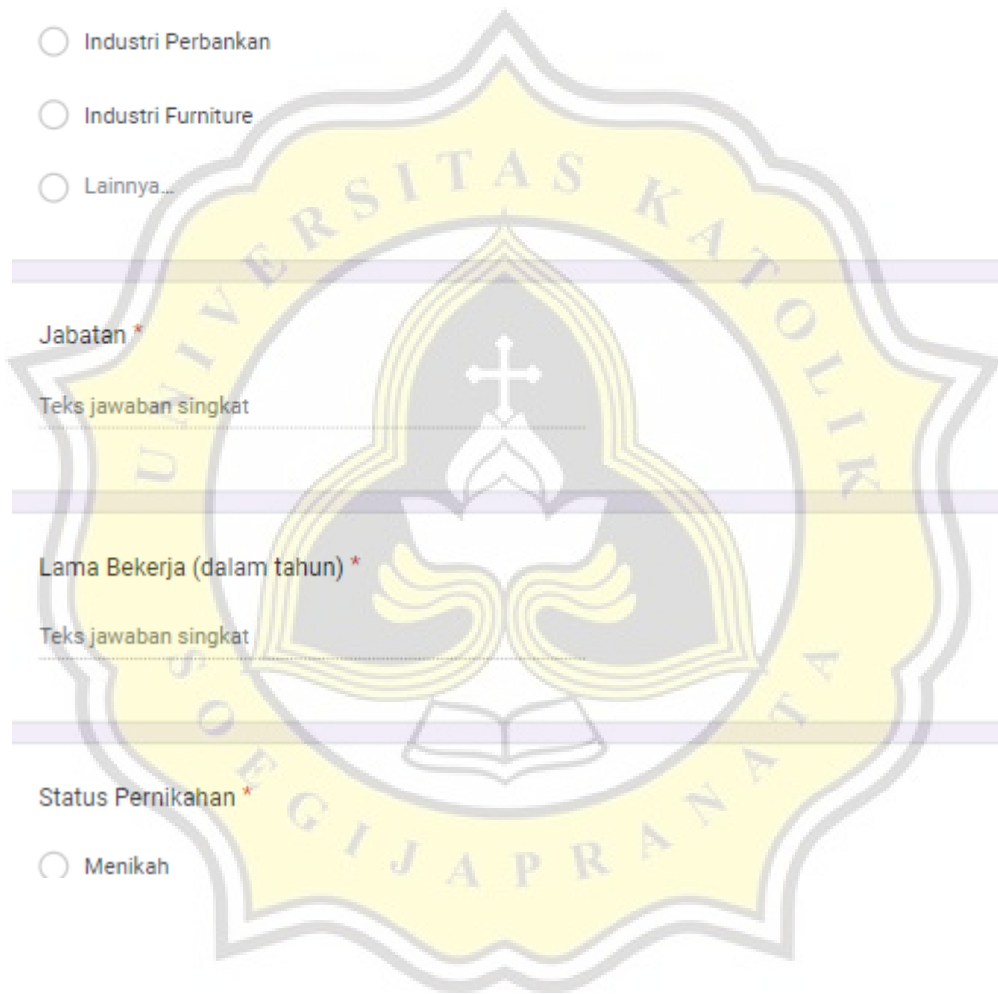 Industri Perbankan
Industri Furniture
Lainnya...
Jabatan *
Teks jawaban singkat
Lama Bekerja (dalam tahun) *
Teks jawaban singkat
Status Pernikahan *
Menikah
UNIVERSITAS KATOLIK
SOEGIJAPRANATA